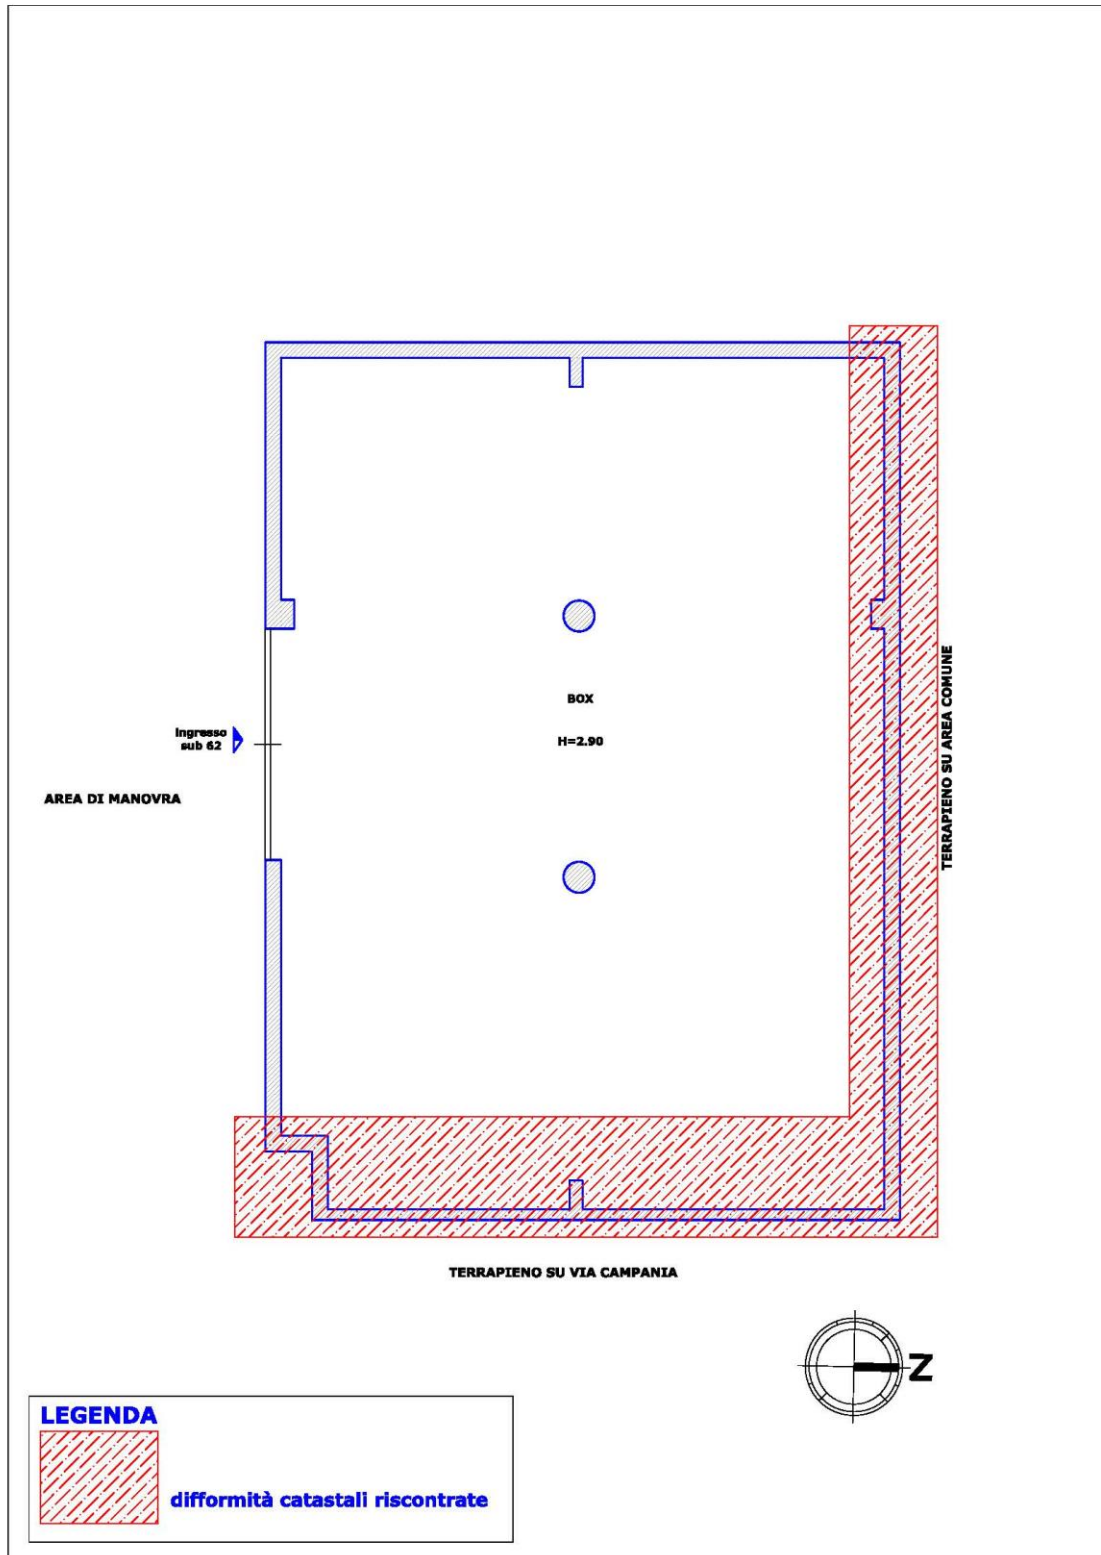 BOX
H=2.90
Ingresso
sub 62
AREA DI MANOVRA
TERRAPIENO SU AREA COMUNE
TERRAPIENO SU VIA CAMPANIA
N
LEGENDA
difformità catastali riscontrate